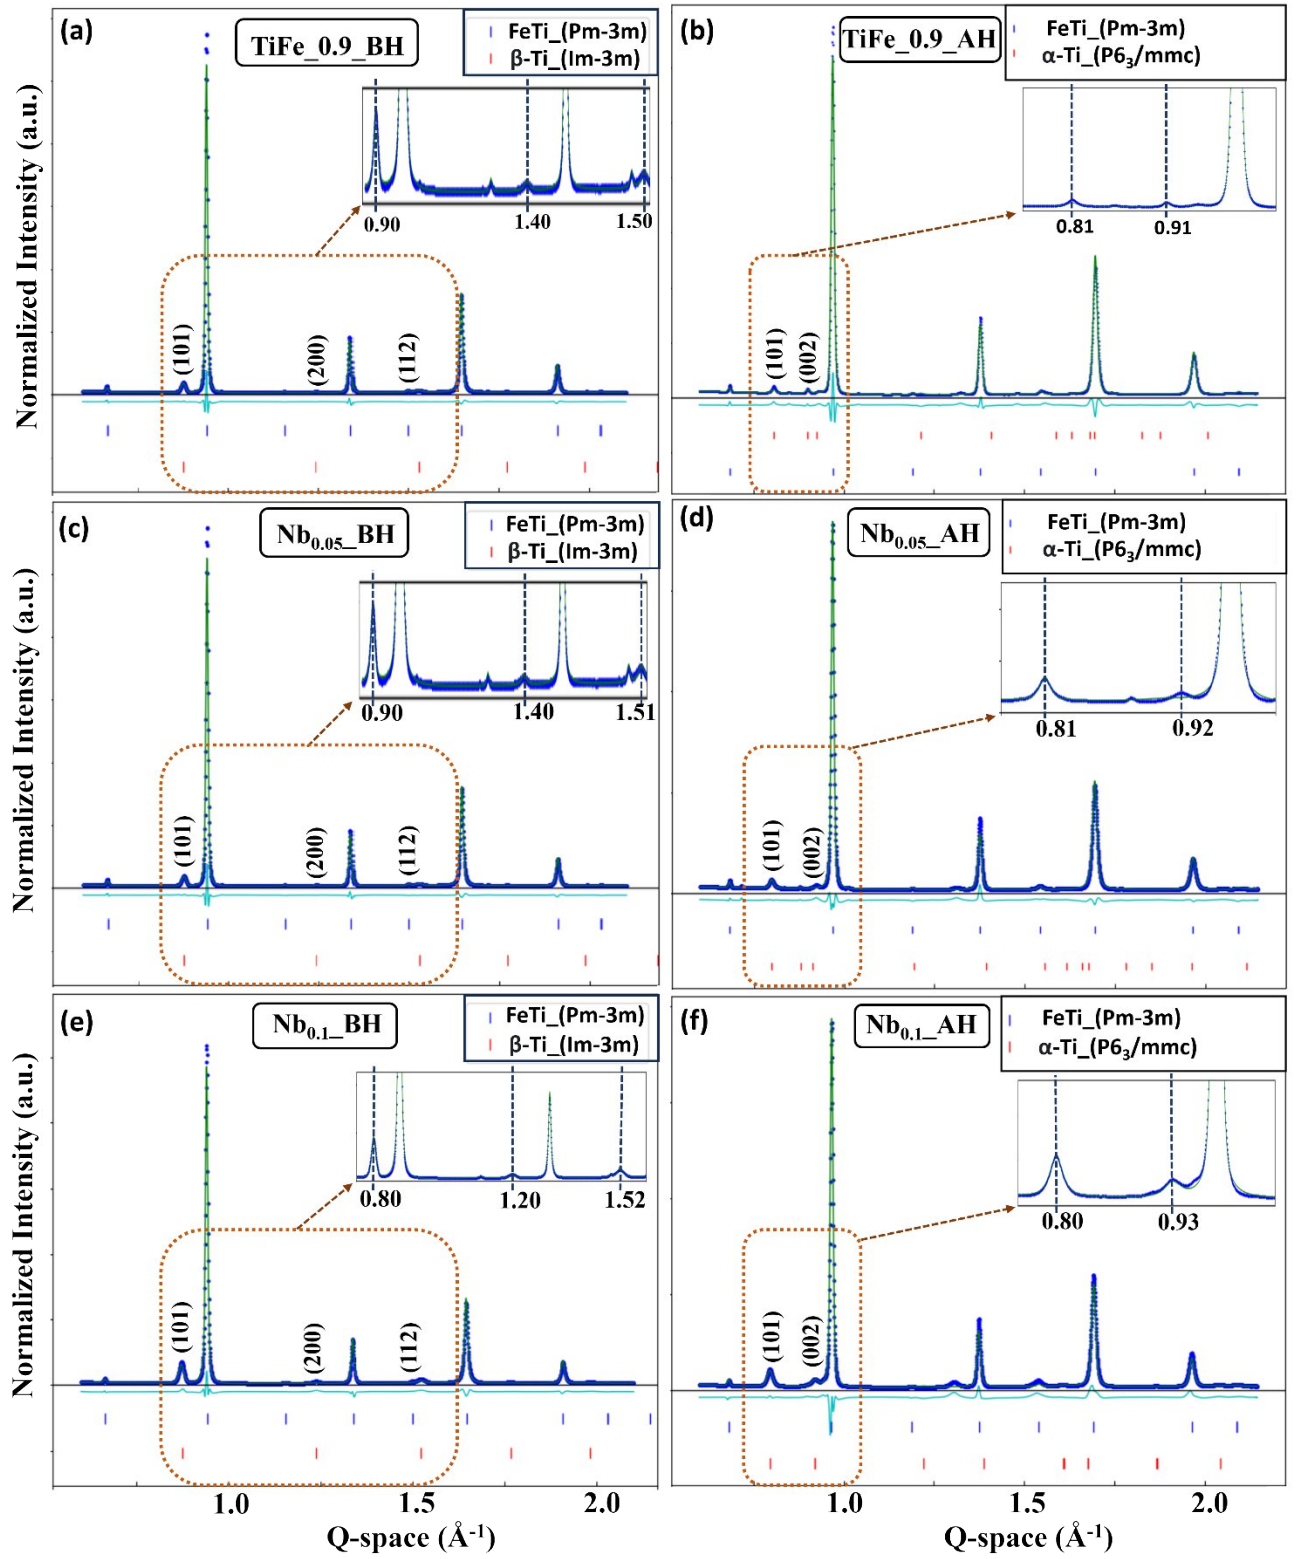 (a)
TiFe_0.9_BH
FeTi_(Pm-3m)
β-Ti_(Im-3m)
0.90
1.40
1.50
(101)
(200)
(112)
Normalized Intensity (a.u.)
(b)
TiFe_0.9_AH
FeTi_(Pm-3m)
α-Ti_(P6₃/mmc)
0.81
0.91
(101)
(002)
(c)
Nb₀.₀₅_BH
FeTi_(Pm-3m)
β-Ti_(Im-3m)
0.90
1.40
1.51
(101)
(200)
(112)
Normalized Intensity (a.u.)
(d)
Nb₀.₀₅_AH
FeTi_(Pm-3m)
α-Ti_(P6₃/mmc)
0.81
0.92
(101)
(002)
(e)
Nb₀.₁_BH
FeTi_(Pm-3m)
β-Ti_(Im-3m)
0.80
1.20
1.52
(101)
(200)
(112)
Normalized Intensity (a.u.)
1.0
1.5
2.0
Q-space (Å⁻¹)
(f)
Nb₀.₁_AH
FeTi_(Pm-3m)
α-Ti_(P6₃/mmc)
0.80
0.93
(101)
(002)
1.0
1.5
2.0
Q-space (Å⁻¹)